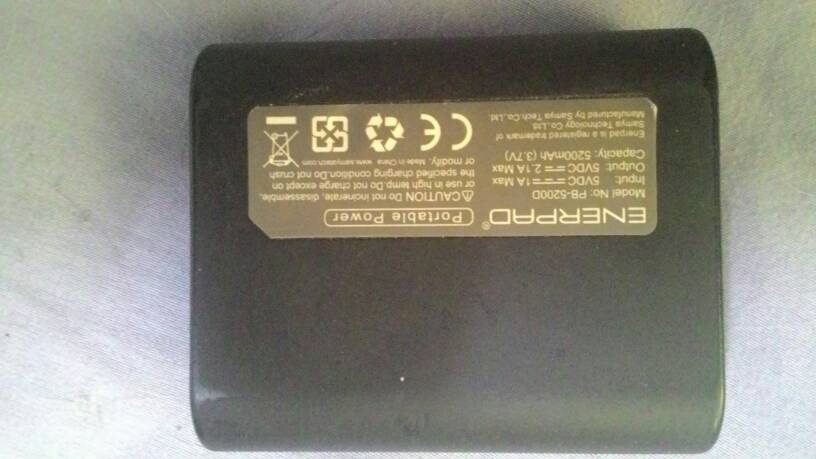 ENERPAD®
Portable Power
Model No: PB-5200D
Input: 5VDC 1A Max
Output: 5VDC 2.1A Max
Capacity: 5200mAh (3.7V)
Enerpad is a registered trademark of
Samya Technology Co.,Ltd.
Manufactured by Samya Tech.Co.,Ltd.
CAUTION Do not disassemble,
or use in high temp, Do not charge except on
the specified charging condition.Do not crush
or modify. Made in China www.samyatech.com
CE